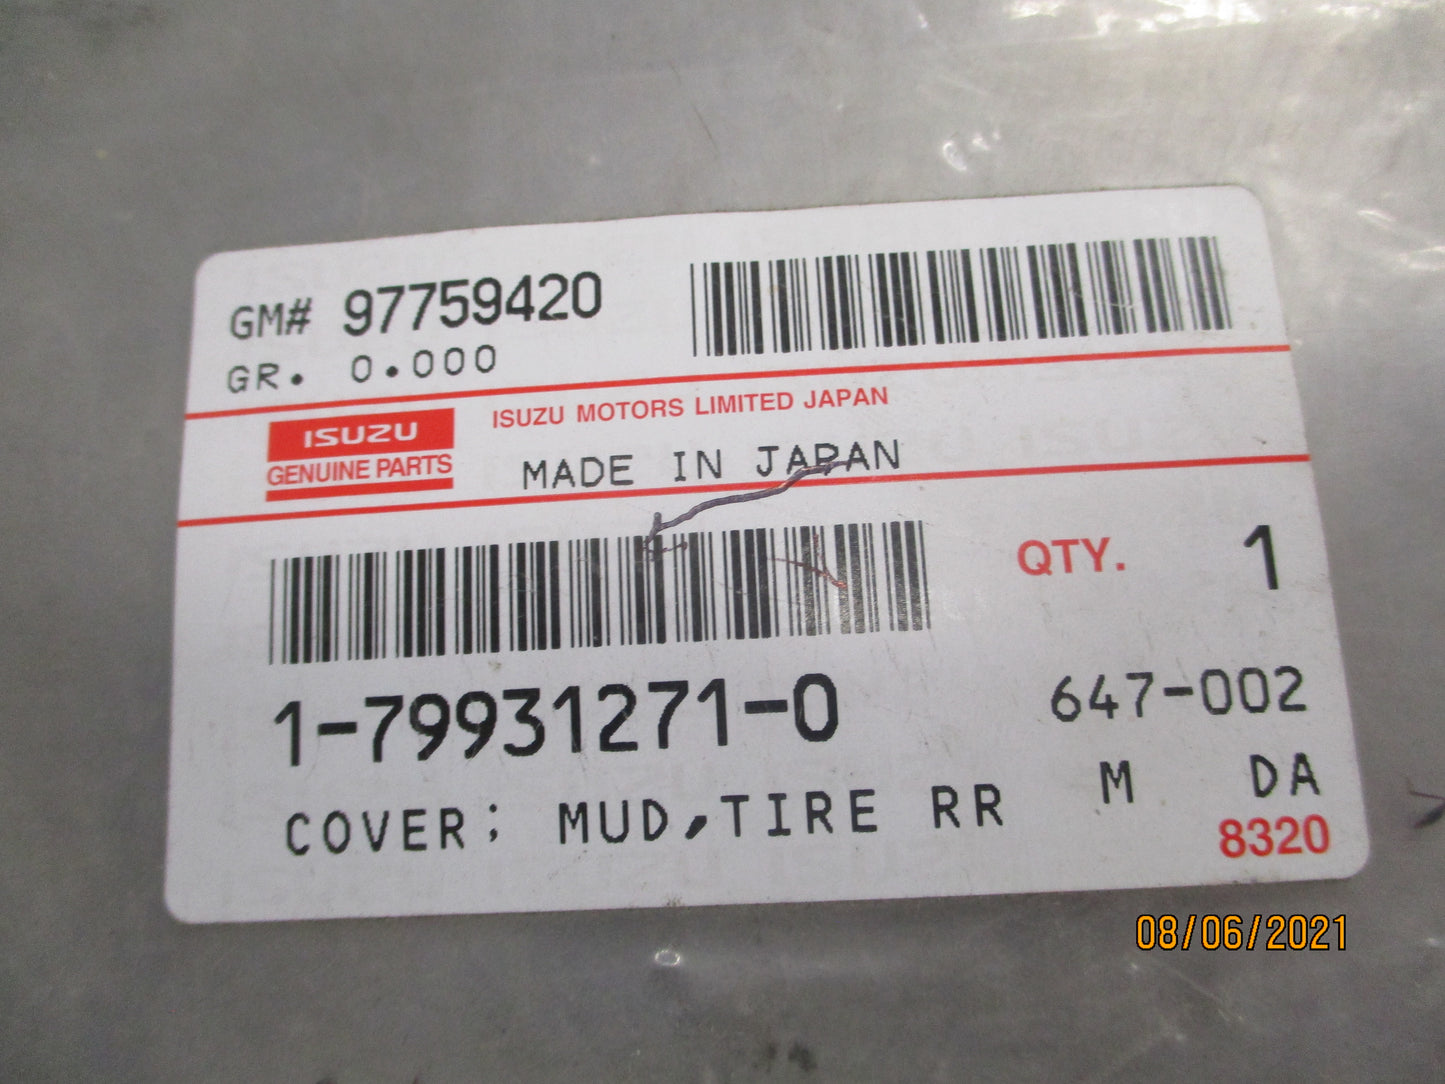 GM# 97759420
GR. 0.000
ISUZU
GENUINE PARTS
ISUZU MOTORS LIMITED JAPAN
MADE IN JAPAN
QTY. 1
1-79931271-0
647-002
COVER; MUD,TIRE RR
M DA
8320
08/06/2021